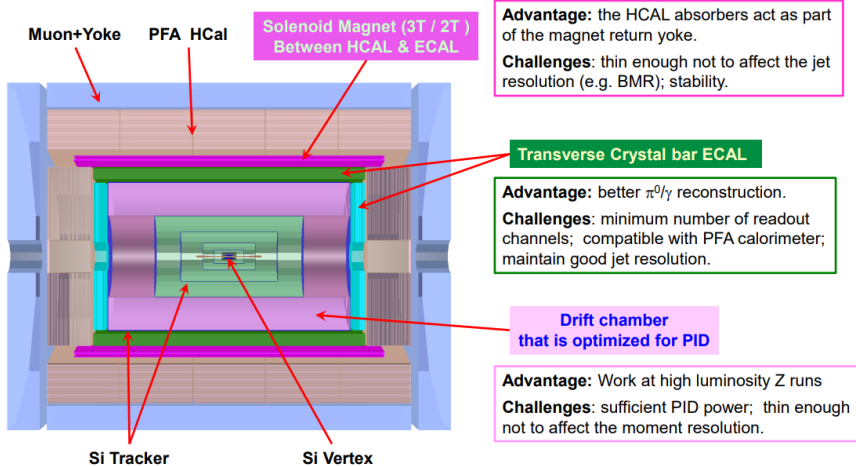 Muon+Yoke
PFA HCal
Solenoid Magnet (3T / 2T )
Between HCAL & ECAL
Advantage: the HCAL absorbers act as part
of the magnet return yoke.
Challenges: thin enough not to affect the jet
resolution (e.g. BMR); stability.
Transverse Crystal bar ECAL
Advantage: better π⁰/γ reconstruction.
Challenges: minimum number of readout
channels; compatible with PFA calorimeter;
maintain good jet resolution.
Drift chamber
that is optimized for PID
Advantage: Work at high luminosity Z runs
Challenges: sufficient PID power; thin enough
not to affect the moment resolution.
Si Tracker
Si Vertex